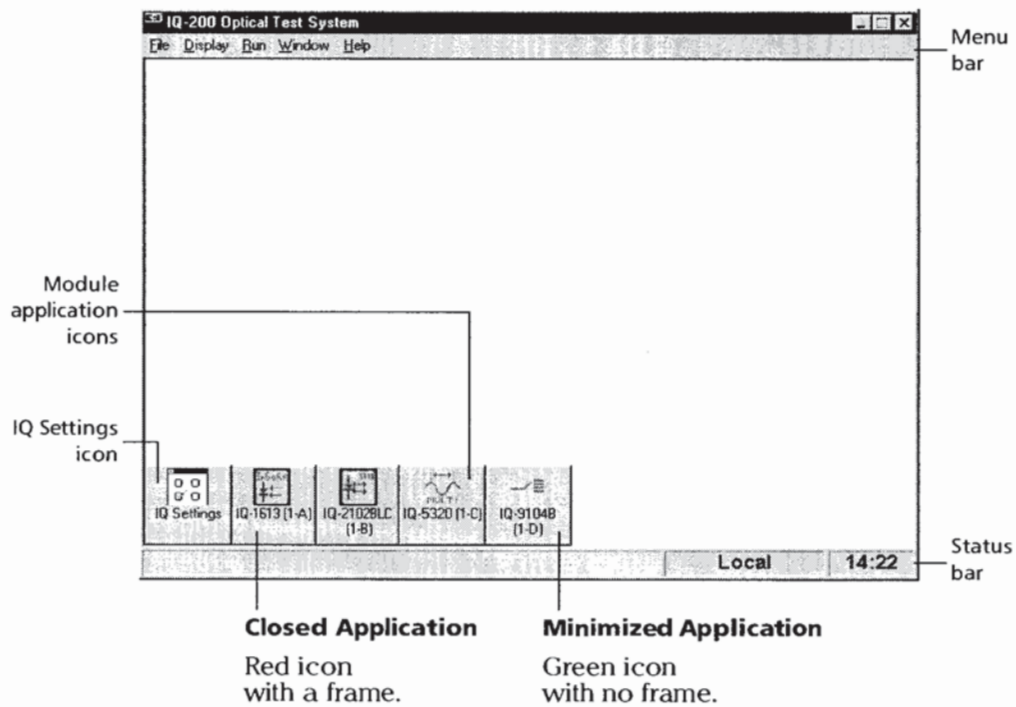 IQ-200 Optical Test System
File Display Run Window Help
Menu
bar
Module
application
icons
IQ Settings
icon
MULTI
IQ Settings
IQ-1613 (1-A)
IQ-2102BLC
(1-B)
IQ-5320 (1-C)
IQ-9104B
(1-D)
Local
14:22
Status
bar
Closed Application
Red icon
with a frame.
Minimized Application
Green icon
with no frame.